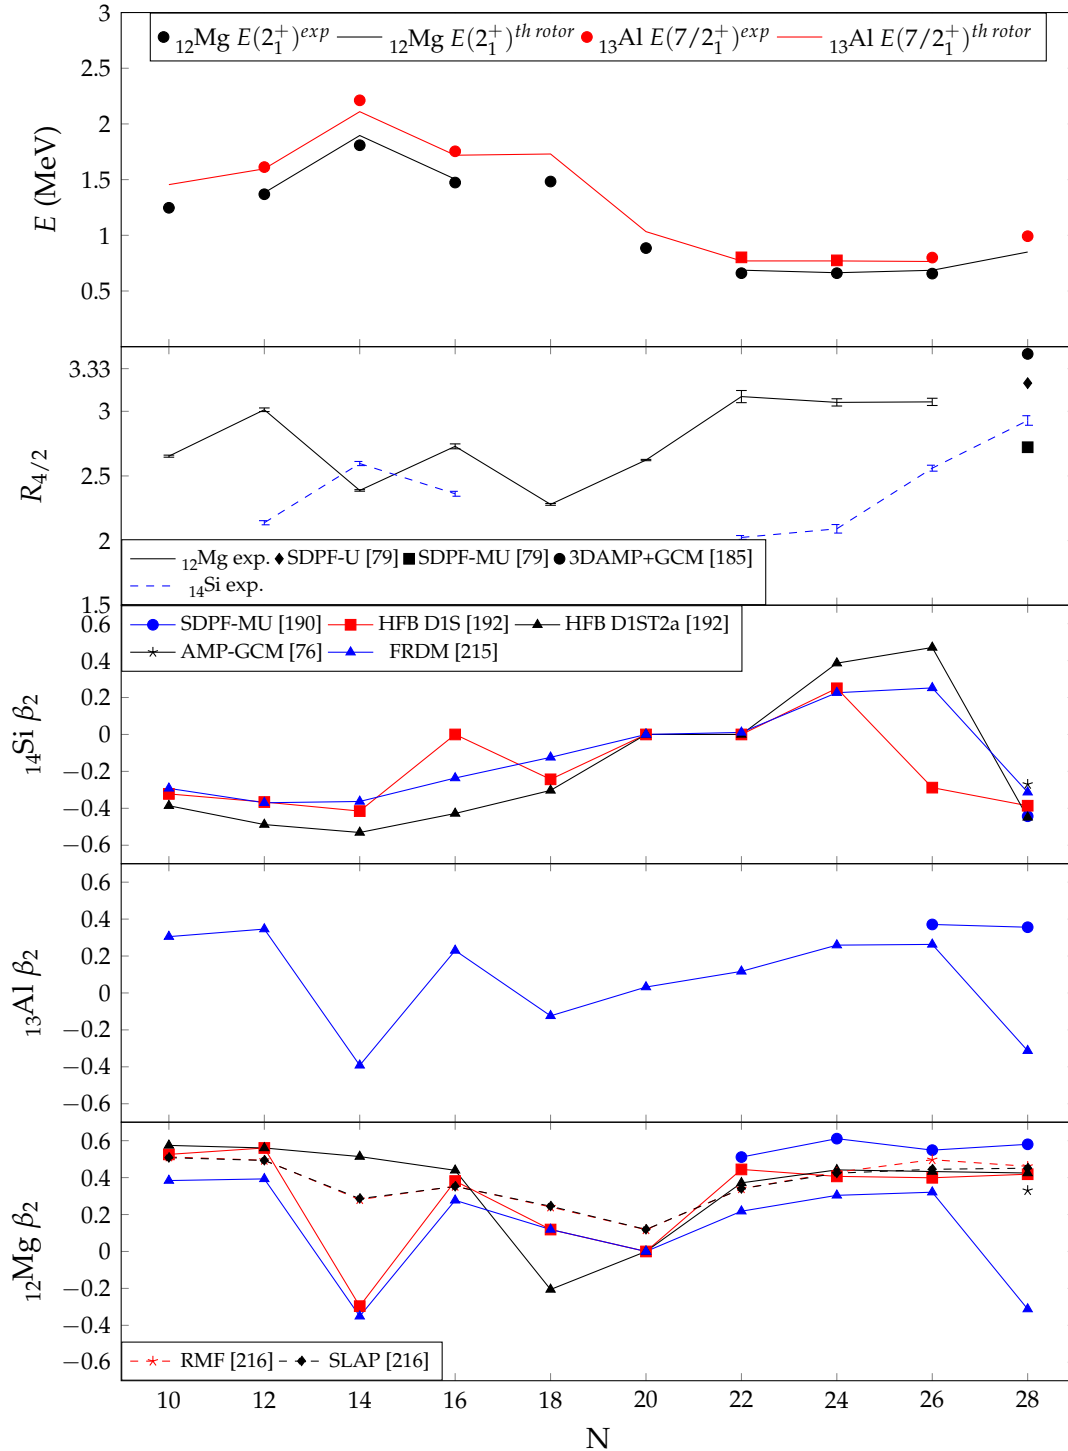 3
₁₂Mg E(2₁⁺)ᵉˣᵖ ₁₂Mg E(2₁⁺)ᵗʰ ʳᵒᵗᵒʳ ₁₃Al E(7/2₁⁺)ᵉˣᵖ ₁₃Al E(7/2₁⁺)ᵗʰ ʳᵒᵗᵒʳ
2.5
2
1.5
1
0.5
E (MeV)
3.33
3
2.5
2
1.5
R₄/₂
₁₂Mg exp. SDPF-U [79] SDPF-MU [79] 3DAMP+GCM [185]
₁₄Si exp.
SDPF-MU [190] HFB D1S [192] HFB D1ST2a [192]
AMP-GCM [76] FRDM [215]
0.6
0.4
0.2
0
−0.2
−0.4
−0.6
₁₄Si β₂
0.6
0.4
0.2
0
−0.2
−0.4
−0.6
₁₃Al β₂
0.6
0.4
0.2
0
−0.2
−0.4
−0.6
₁₂Mg β₂
RMF [216] SLAP [216]
10 12 14 16 18 20 22 24 26 28
N